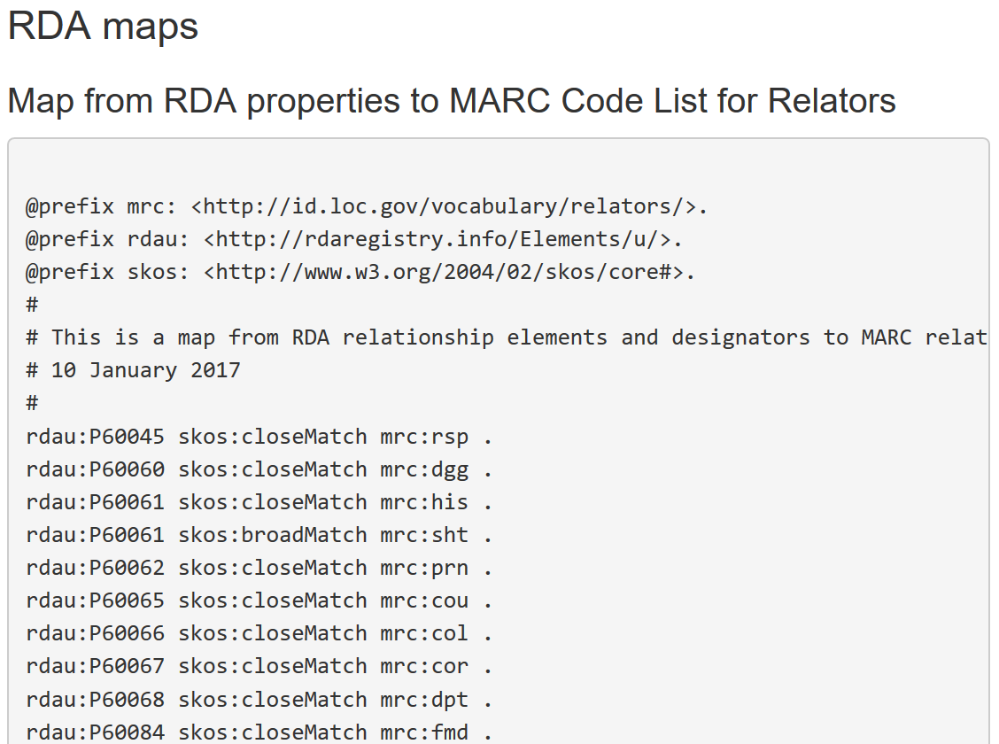 RDA maps
Map from RDA properties to MARC Code List for Relators
@prefix mrc: <http://id.loc.gov/vocabulary/relators/>.
@prefix rdau: <http://rdaregistry.info/Elements/u/>.
@prefix skos: <http://www.w3.org/2004/02/skos/core#>.
#
# This is a map from RDA relationship elements and designators to MARC relat
# 10 January 2017
#
rdau:P60045 skos:closeMatch mrc:rsp .
rdau:P60060 skos:closeMatch mrc:dgg .
rdau:P60061 skos:closeMatch mrc:his .
rdau:P60061 skos:broadMatch mrc:sht .
rdau:P60062 skos:closeMatch mrc:prn .
rdau:P60065 skos:closeMatch mrc:cou .
rdau:P60066 skos:closeMatch mrc:col .
rdau:P60067 skos:closeMatch mrc:cor .
rdau:P60068 skos:closeMatch mrc:dpt .
rdau:P60084 skos:closeMatch mrc:fmd .